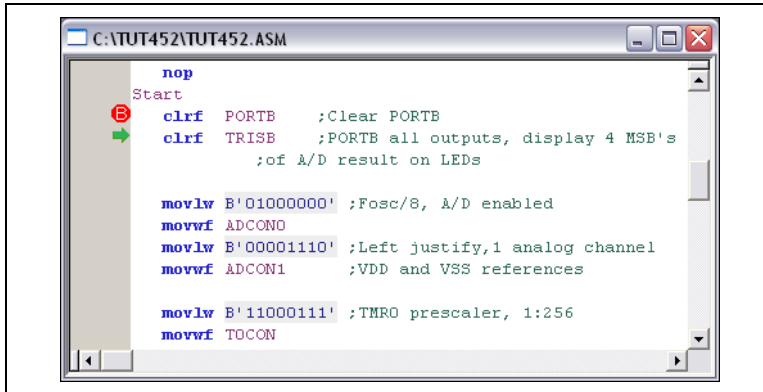 C:\TUT452\TUT452.ASM
nop
Start
B
clrf PORTB ;Clear PORTB
clrf TRISB ;PORTB all outputs, display 4 MSB's
;of A/D result on LEDs
movlw B'01000000' ;Fosc/8, A/D enabled
movwf ADCON0
movlw B'00001110' ;Left justify,1 analog channel
movwf ADCON1 ;VDD and VSS references
movlw B'11000111' ;TMR0 prescaler, 1:256
movwf T0CON